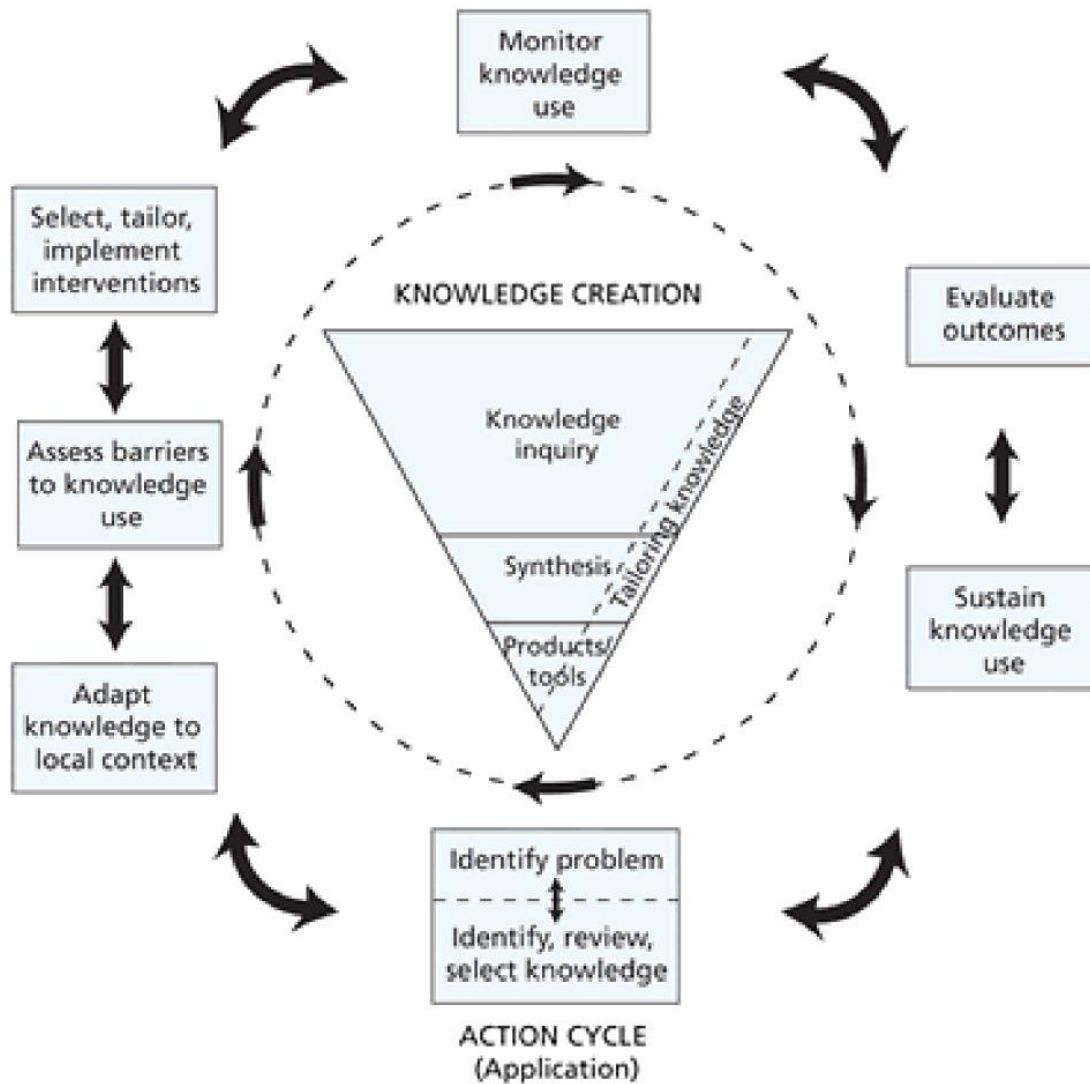 Monitor
knowledge
use
Select, tailor,
implement
interventions
KNOWLEDGE CREATION
Evaluate
outcomes
Knowledge
inquiry
Tailoring knowledge
Assess barriers
to knowledge
use
Synthesis
Sustain
knowledge
use
Products/
tools
Adapt
knowledge to
local context
Identify problem
Identify, review,
select knowledge
ACTION CYCLE
(Application)